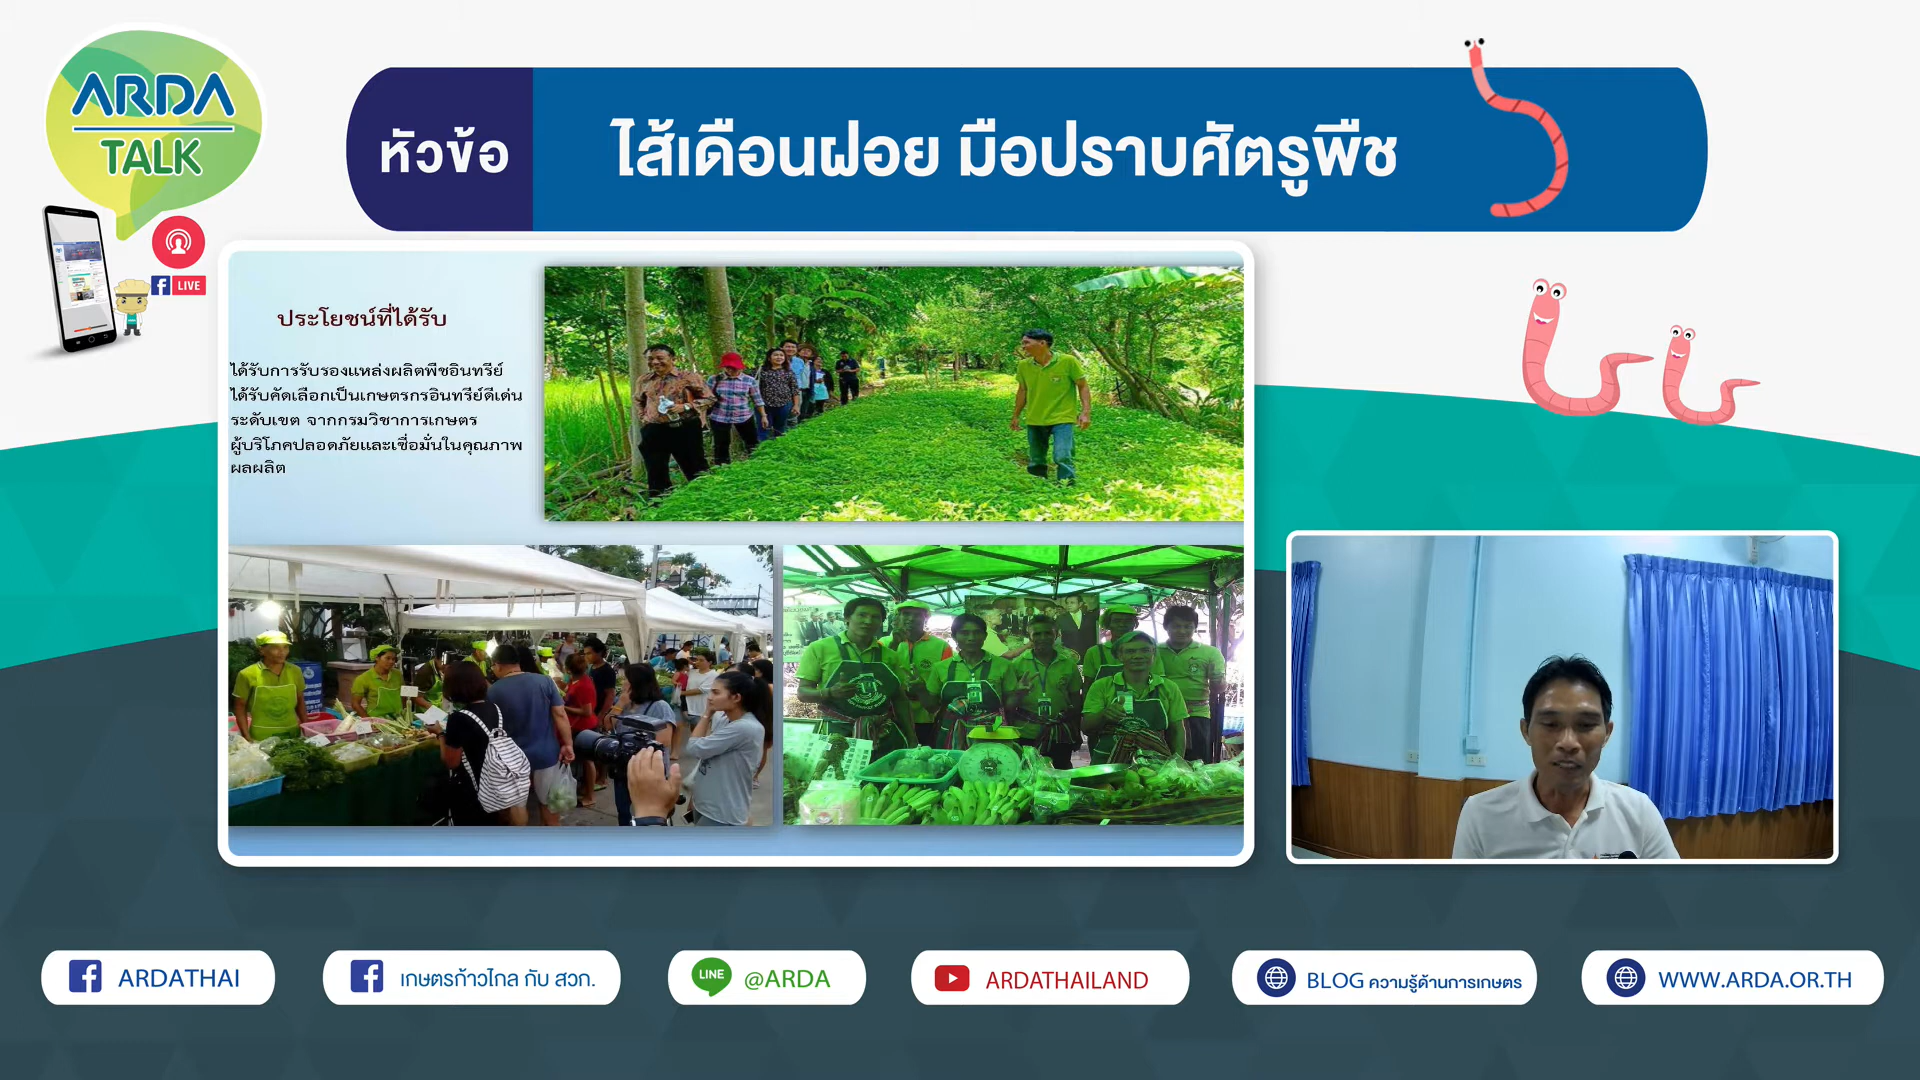 ARDA
TALK
LIVE
หัวข้อ
ไส้เดือนฝอย มือปราบศัตรูพืช
ประโยชน์ที่ได้รับ
ได้รับการรับรองแหล่งผลิตพืชอินทรีย์
ได้รับคัดเลือกเป็นเกษตรกรอินทรีย์ดีเด่น
ระดับเขต จากกรมวิชาการเกษตร
ผู้บริโภคปลอดภัยและเชื่อมั่นในคุณภาพ
ผลผลิต
ARDATHAI
เกษตรก้าวไกล กับ สวก.
LINE
@ARDA
ARDATHAILAND
BLOG ความรู้ด้านการเกษตร
WWW.ARDA.OR.TH